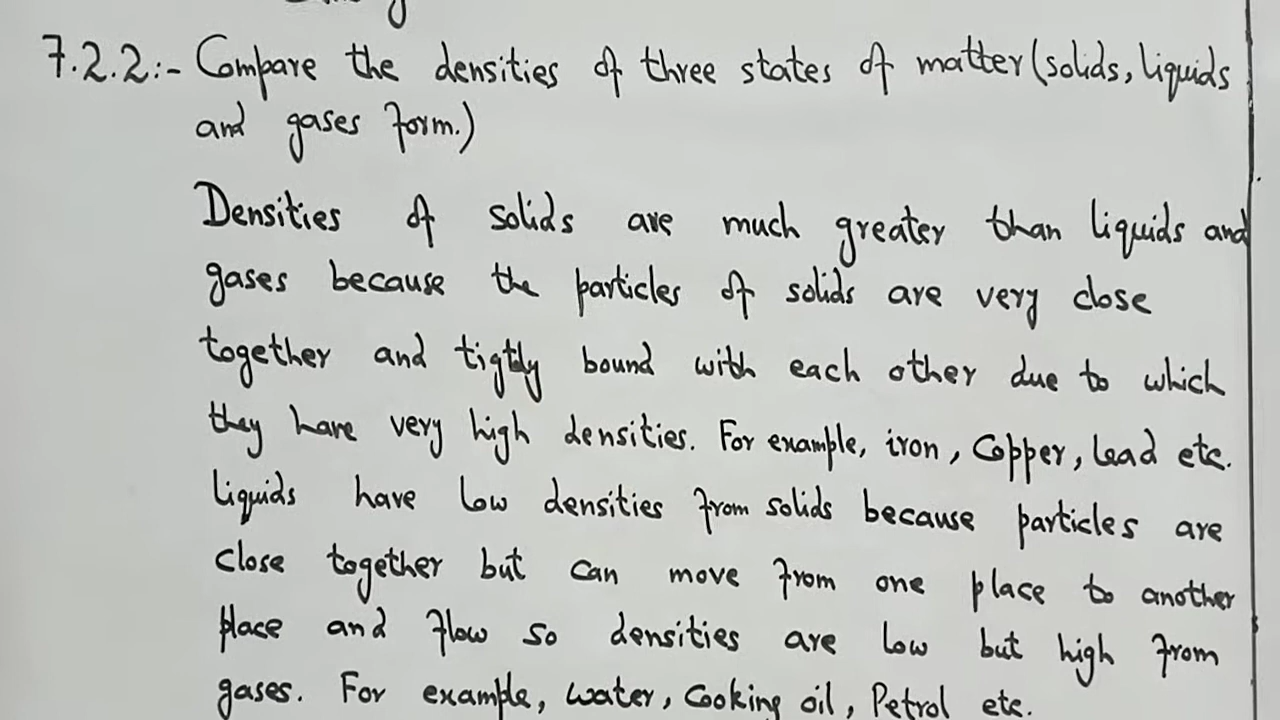 7.2.2:- Compare the densities of three states of matter (solids, liquids
and gases form.)
Densities of solids are much greater than liquids and
gases because the particles of solids are very close
together and tigtly bound with each other due to which
they have very high densities. For example, iron, Copper, Lead etc.
liquids have low densities from solids because particles are
close together but can move from one place to another
place and flow so densities are low but high from
gases. For example, water, Cooking oil, Petrol etc.